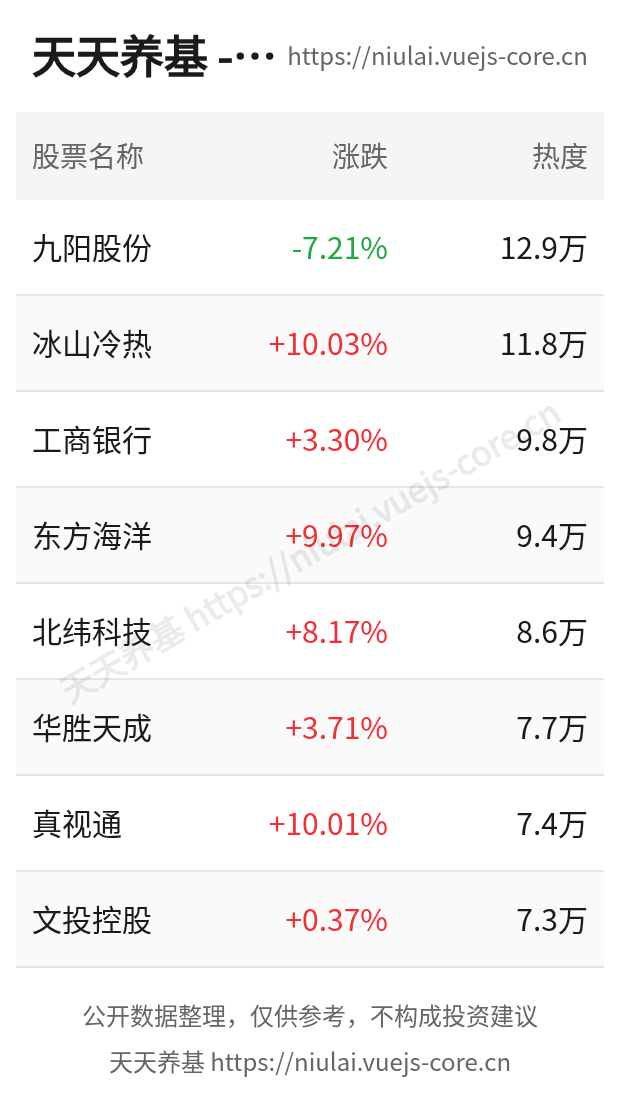 天天养基 -… https://niulai.vuejs-core.cn
股票名称 涨跌 热度
九阳股份 -7.21% 12.9万
冰山冷热 +10.03% 11.8万
工商银行 +3.30% 9.8万
东方海洋 +9.97% 9.4万
北纬科技 +8.17% 8.6万
华胜天成 +3.71% 7.7万
真视通 +10.01% 7.4万
文投控股 +0.37% 7.3万
天天养基 https://niulai.vuejs-core.cn
公开数据整理，仅供参考，不构成投资建议
天天养基 https://niulai.vuejs-core.cn